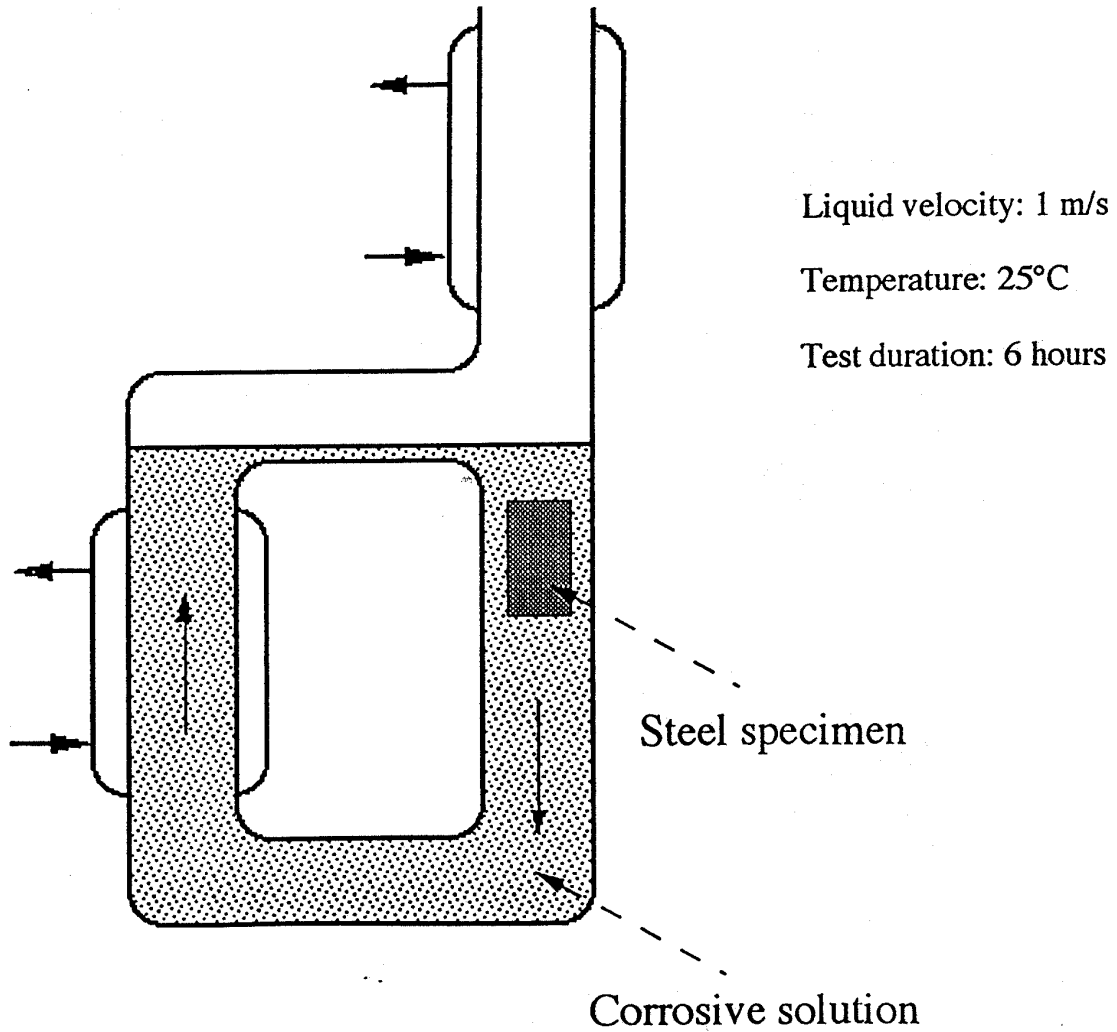 Liquid velocity: 1 m/s
Temperature: 25°C
Test duration: 6 hours
Steel specimen
Corrosive solution